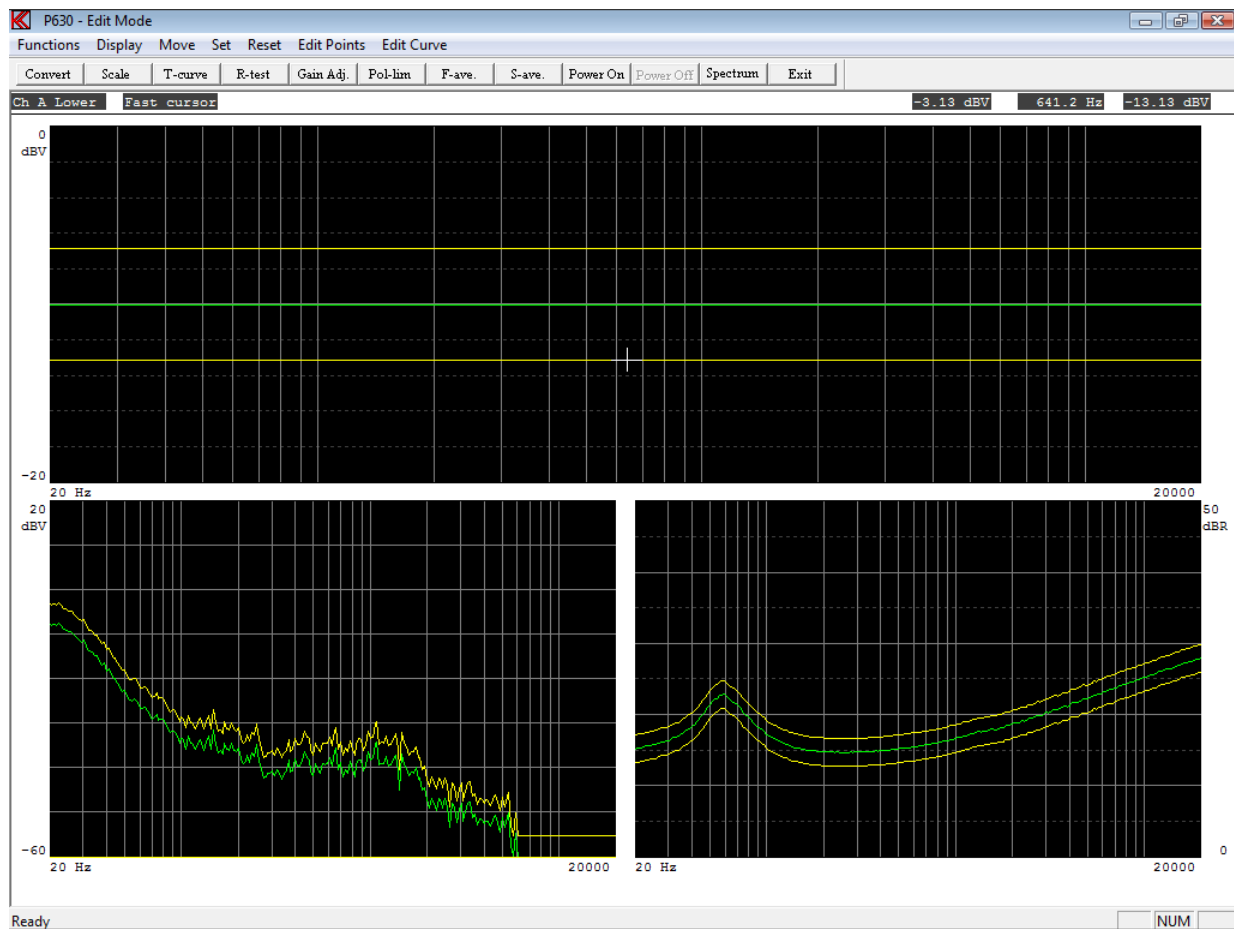 P630 - Edit Mode
Functions Display Move Set Reset Edit Points Edit Curve
Convert Scale T-curve R-test Gain Adj. Pol-lim F-ave. S-ave. Power On Power Off Spectrum Exit
Ch A Lower Fast cursor -3.13 dBV 641.2 Hz -13.13 dBV
0
dBV
-20
20 Hz 20000
20
dBV
-60
20 Hz 20000
50
dBR
0
20 Hz 20000
Ready NUM